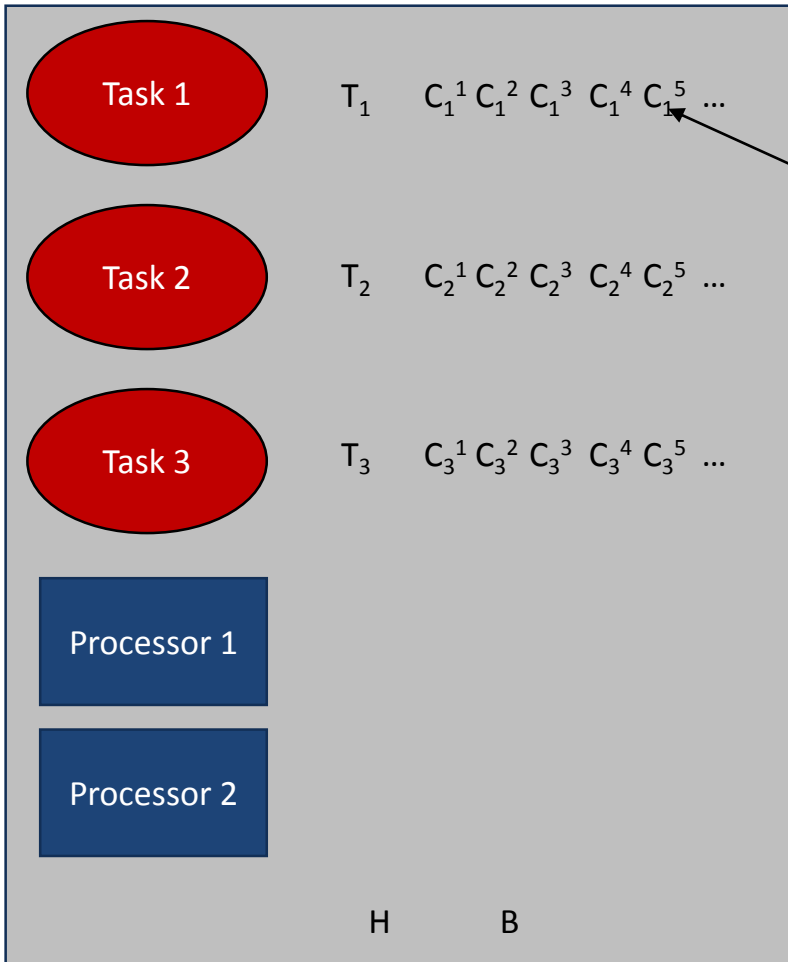 Task 1 T₁ C₁¹ C₁² C₁³ C₁⁴ C₁⁵ ...
Task 2 T₂ C₂¹ C₂² C₂³ C₂⁴ C₂⁵ ...
Task 3 T₃ C₃¹ C₃² C₃³ C₃⁴ C₃⁵ ...
Processor 1
Processor 2
H B